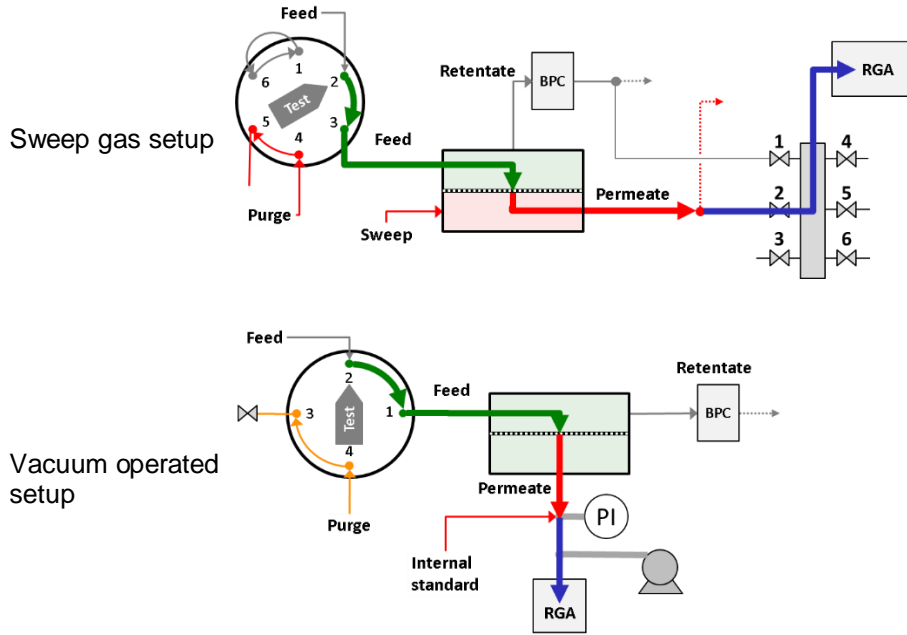 Sweep gas setup
Feed
1
2
3
4
5
6
Test
Purge
Feed
Retentate
BPC
Sweep
Permeate
RGA
1
4
2
5
3
6
Vacuum operated
setup
Feed
2
1
3
4
Test
Purge
Feed
Retentate
BPC
Permeate
PI
Internal
standard
RGA